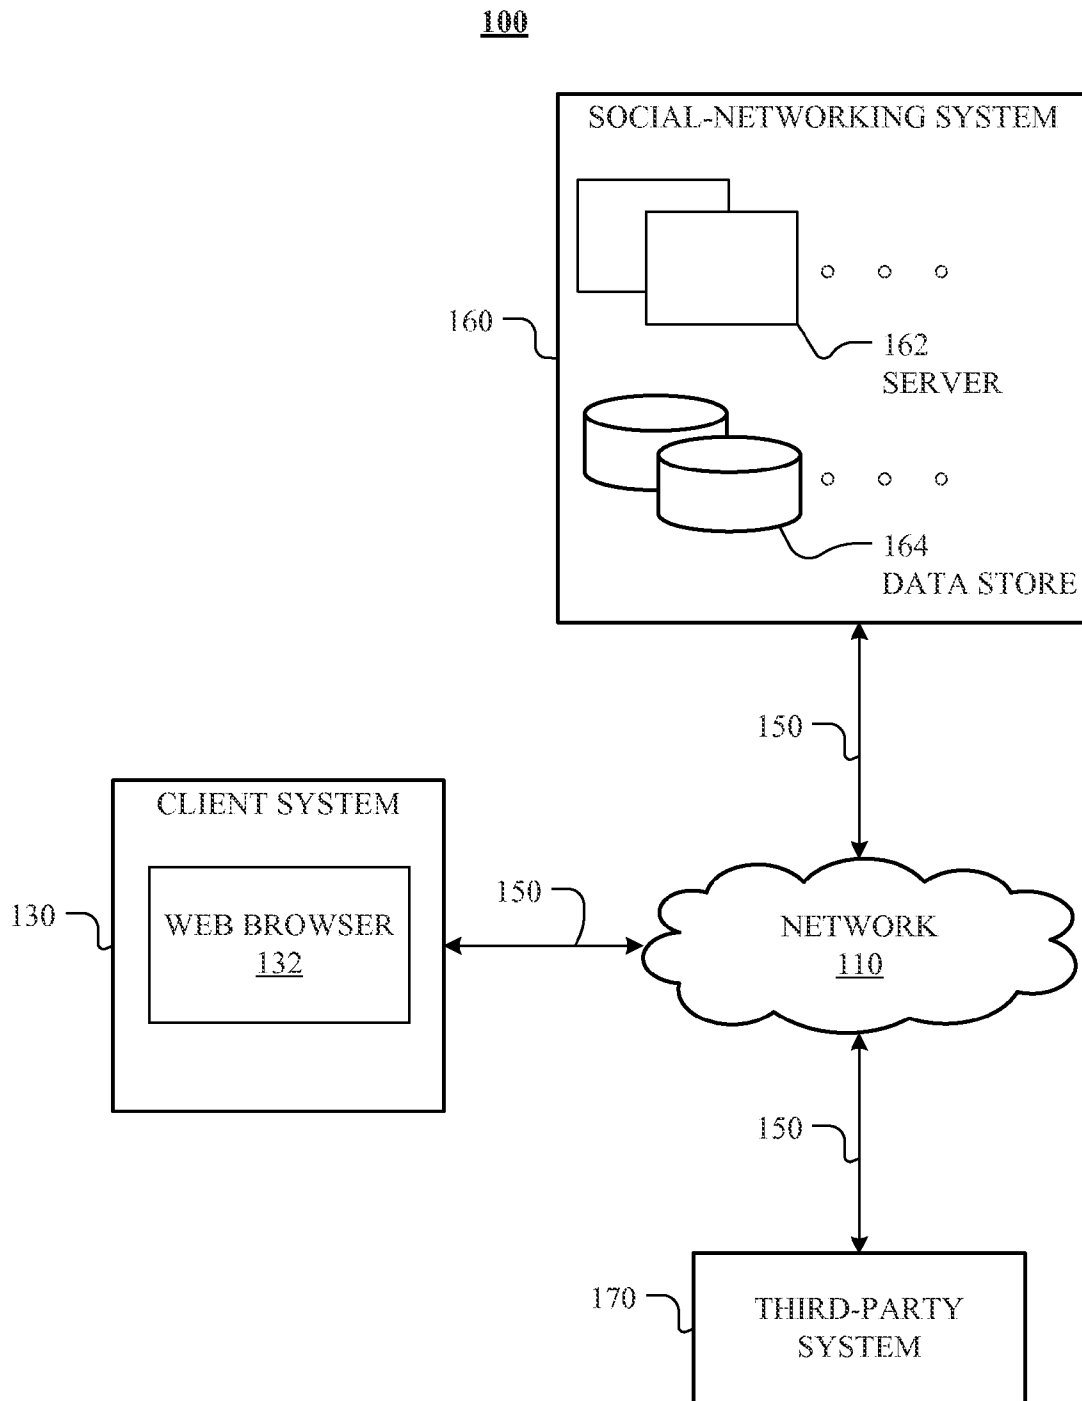 100
SOCIAL-NETWORKING SYSTEM
160
162
SERVER
164
DATA STORE
150
CLIENT SYSTEM
130
WEB BROWSER
132
150
NETWORK
110
150
170
THIRD-PARTY
SYSTEM